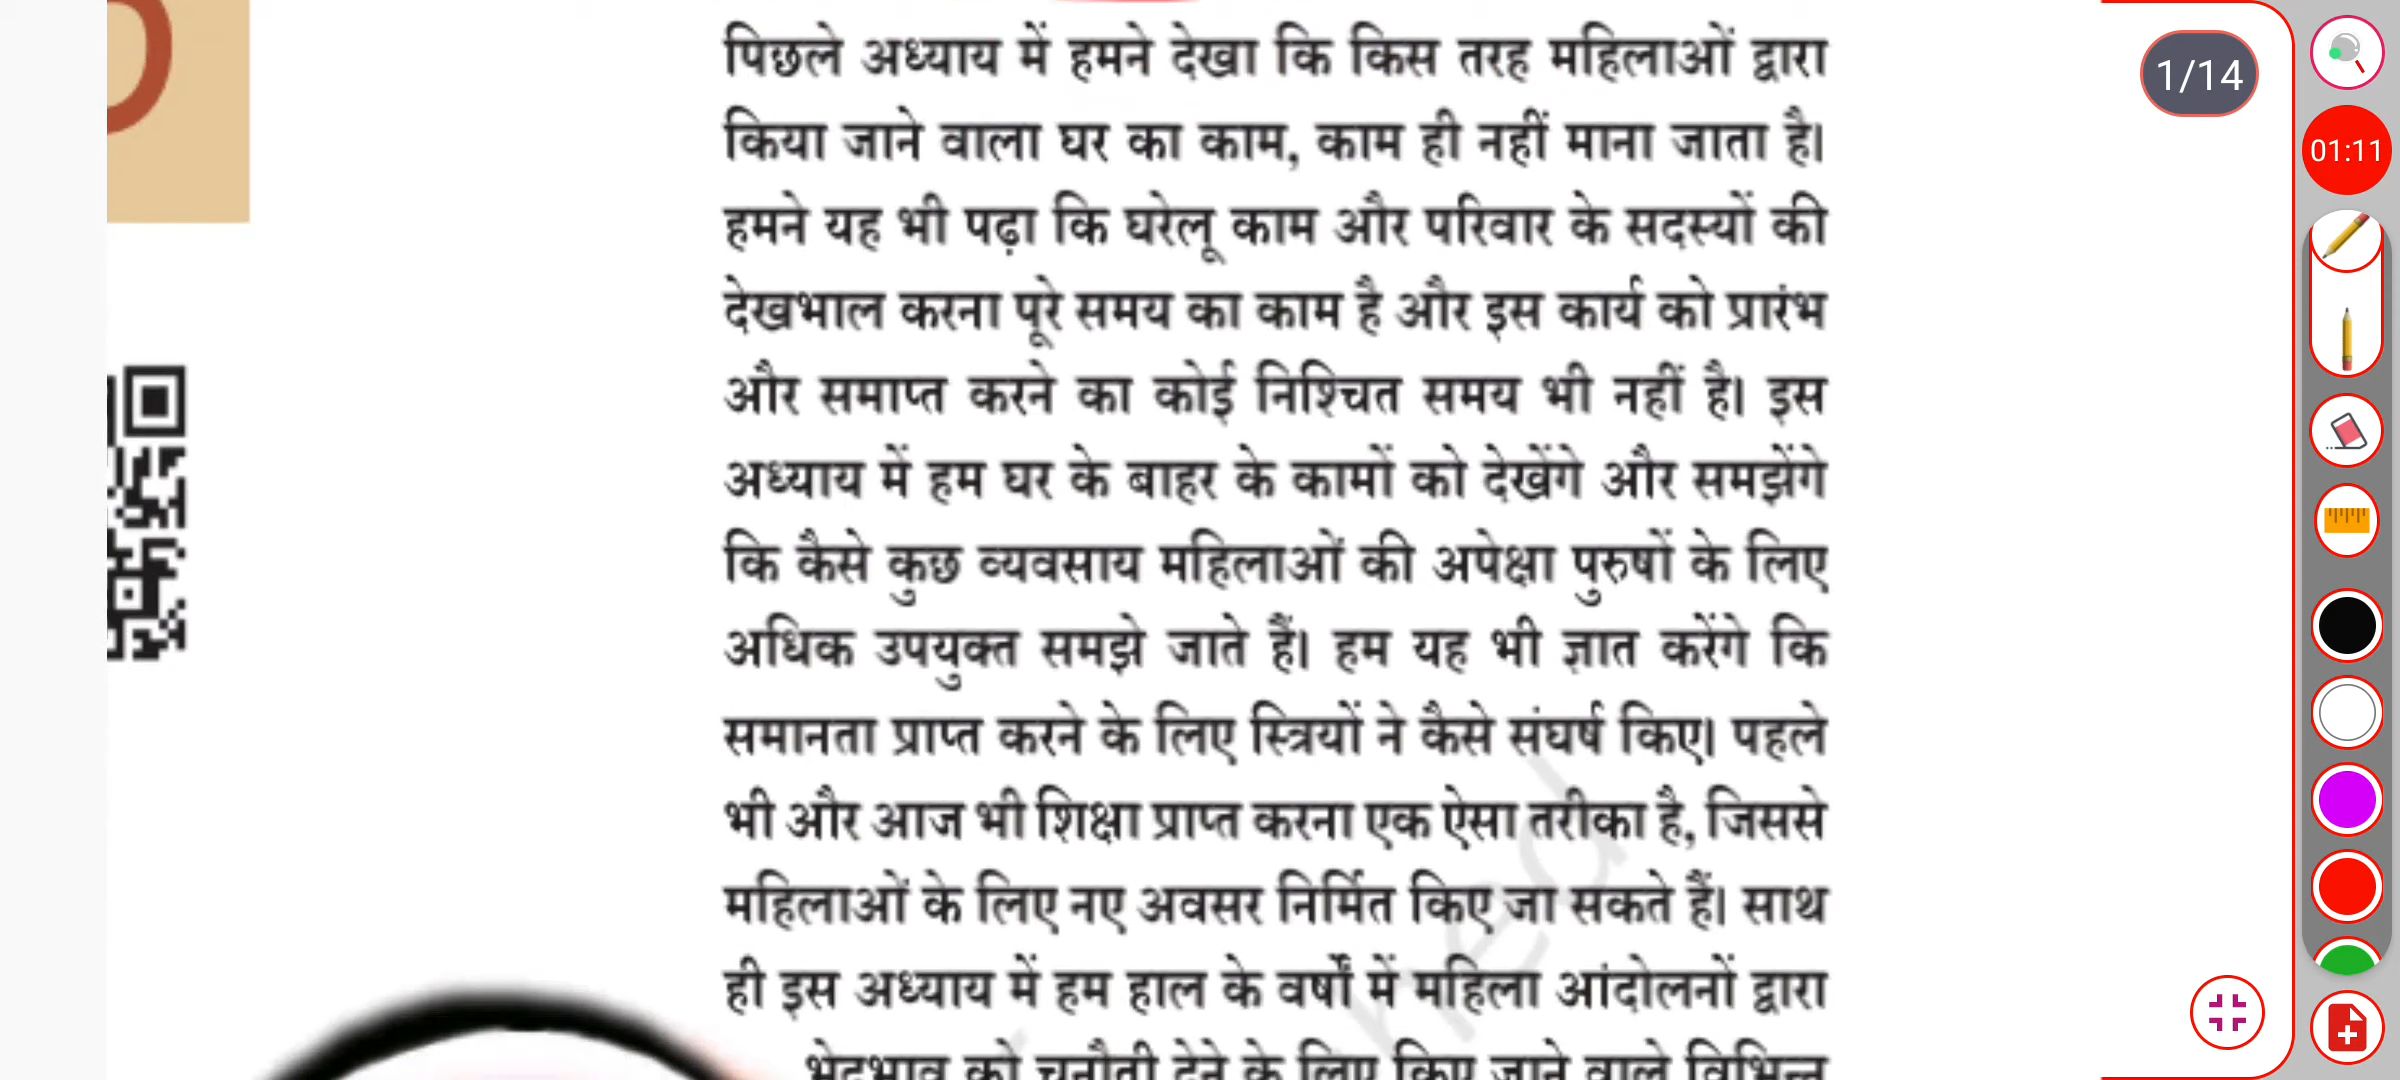 पिछले अध्याय में हमने देखा कि किस तरह महिलाओं द्वारा
किया जाने वाला घर का काम, काम ही नहीं माना जाता है।
हमने यह भी पढ़ा कि घरेलू काम और परिवार के सदस्यों की
देखभाल करना पूरे समय का काम है और इस कार्य को प्रारंभ
और समाप्त करने का कोई निश्चित समय भी नहीं है। इस
अध्याय में हम घर के बाहर के कामों को देखेंगे और समझेंगे
कि कैसे कुछ व्यवसाय महिलाओं की अपेक्षा पुरुषों के लिए
अधिक उपयुक्त समझे जाते हैं। हम यह भी ज्ञात करेंगे कि
समानता प्राप्त करने के लिए स्त्रियों ने कैसे संघर्ष किए। पहले
भी और आज भी शिक्षा प्राप्त करना एक ऐसा तरीका है, जिससे
महिलाओं के लिए नए अवसर निर्मित किए जा सकते हैं। साथ
ही इस अध्याय में हम हाल के वर्षों में महिला आंदोलनों द्वारा
भेदभाव को चुनौती देने के लिए किए जाने वाले विभिन्न
1/14
01:11